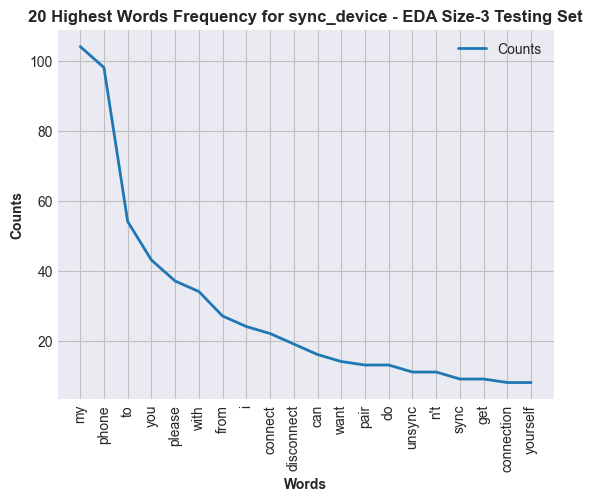 20 Highest Words Frequency for sync_device - EDA Size-3 Testing Set
Counts
100
80
60
40
20
Counts
my
phone
to
you
please
with
from
i
connect
disconnect
can
want
pair
do
unsync
n't
sync
get
connection
yourself
Words